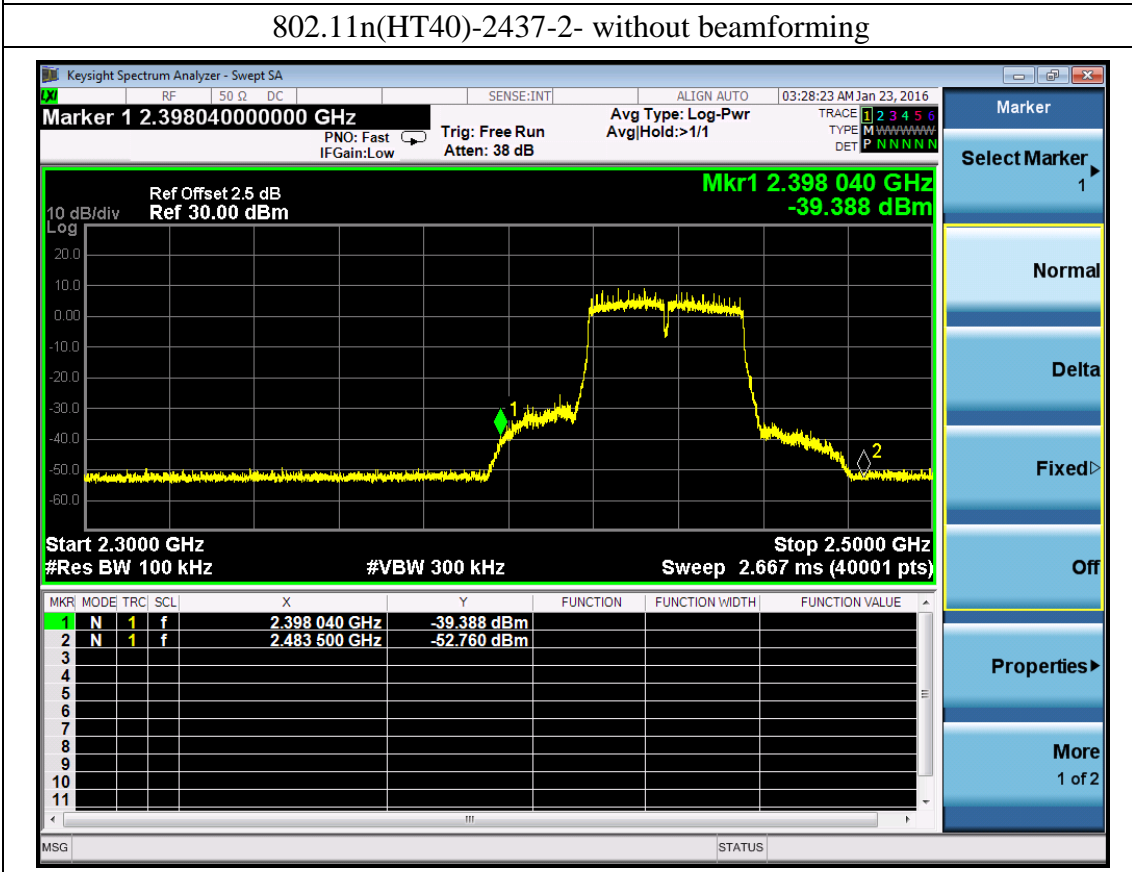 802.11n(HT40)-2437-2- without beamforming
Keysight Spectrum Analyzer - Swept SA
LXI RF 50 Ω DC SENSE:INT ALIGN AUTO 03:28:23 AM Jan 23, 2016
Marker 1 2.398040000000 GHz
PNO: Fast
IFGain:Low
Trig: Free Run
Atten: 38 dB
Avg Type: Log-Pwr
Avg|Hold:>1/1
TRACE 1 2 3 4 5 6
TYPE M WWWWW
DET P N N N N N
Marker
Select Marker
1
Normal
Delta
Fixed
Off
Properties
More
1 of 2
Mkr1 2.398 040 GHz
-39.388 dBm
Ref Offset 2.5 dB
10 dB/div Ref 30.00 dBm
Log
20.0
10.0
0.00
-10.0
-20.0
-30.0
-40.0
-50.0
-60.0
1
2
Start 2.3000 GHz Stop 2.5000 GHz
#Res BW 100 kHz #VBW 300 kHz Sweep 2.667 ms (40001 pts)
MKR MODE TRC SCL X Y FUNCTION FUNCTION WIDTH FUNCTION VALUE
1 N 1 f 2.398 040 GHz -39.388 dBm
2 N 1 f 2.483 500 GHz -52.760 dBm
3
4
5
6
7
8
9
10
11
MSG STATUS